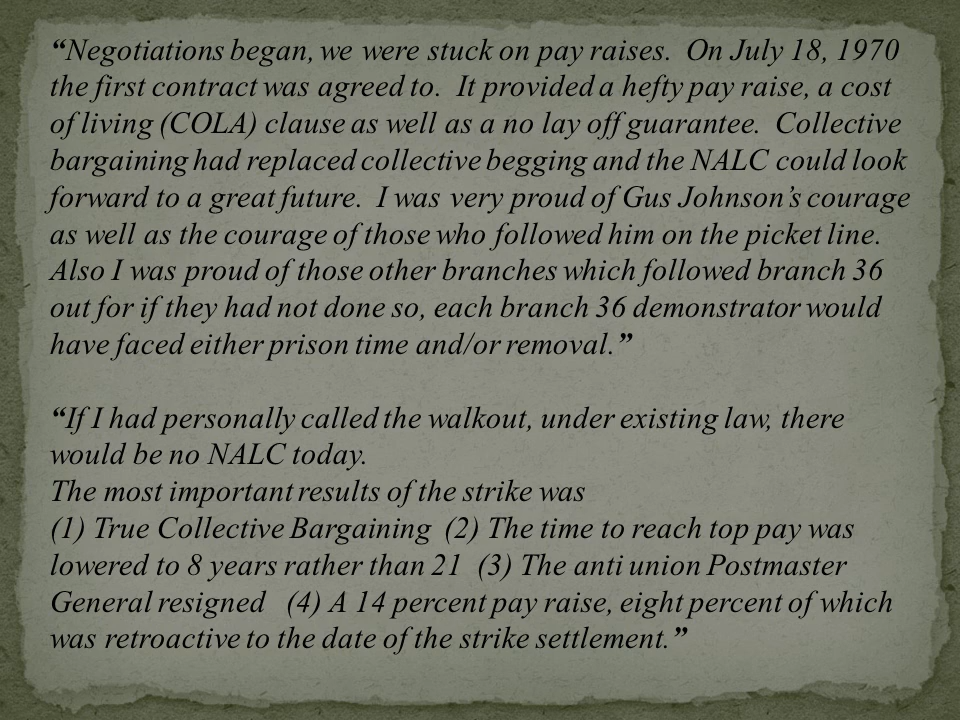 “Negotiations began, we were stuck on pay raises. On July 18, 1970
the first contract was agreed to. It provided a hefty pay raise, a cost
of living (COLA) clause as well as a no lay off guarantee. Collective
bargaining had replaced collective begging and the NALC could look
forward to a great future. I was very proud of Gus Johnson’s courage
as well as the courage of those who followed him on the picket line.
Also I was proud of those other branches which followed branch 36
out for if they had not done so, each branch 36 demonstrator would
have faced either prison time and/or removal.”
“If I had personally called the walkout, under existing law, there
would be no NALC today.
The most important results of the strike was
(1) True Collective Bargaining (2) The time to reach top pay was
lowered to 8 years rather than 21 (3) The anti union Postmaster
General resigned (4) A 14 percent pay raise, eight percent of which
was retroactive to the date of the strike settlement.”